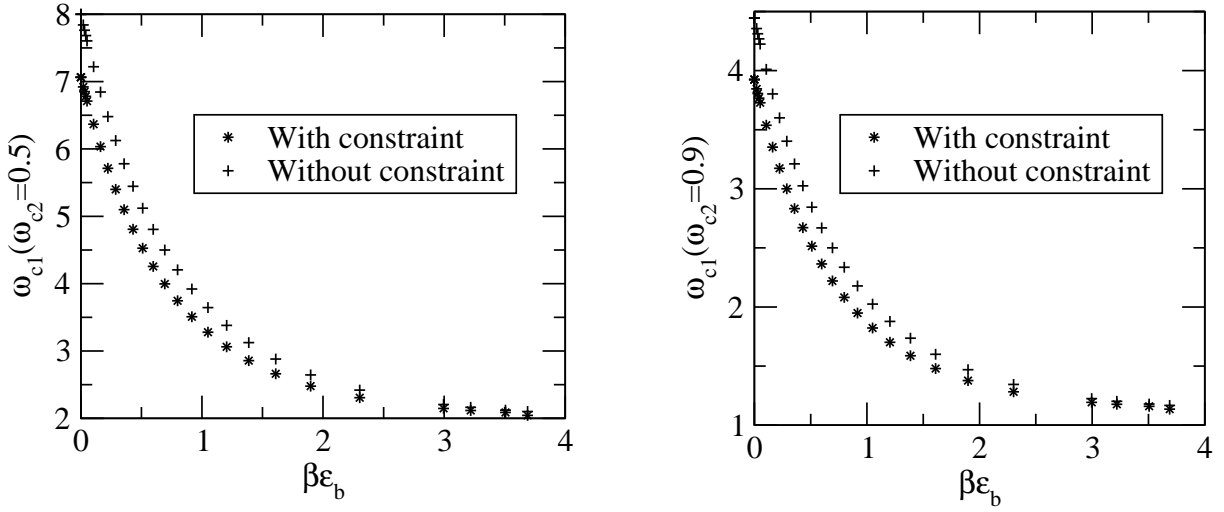 8
7
6
5
4
3
2
0 1 2 3 4
βε_b
ω_c1(ω_c2=0.5)
With constraint
Without constraint
4
3
2
1
0 1 2 3 4
βε_b
ω_c1(ω_c2=0.9)
With constraint
Without constraint